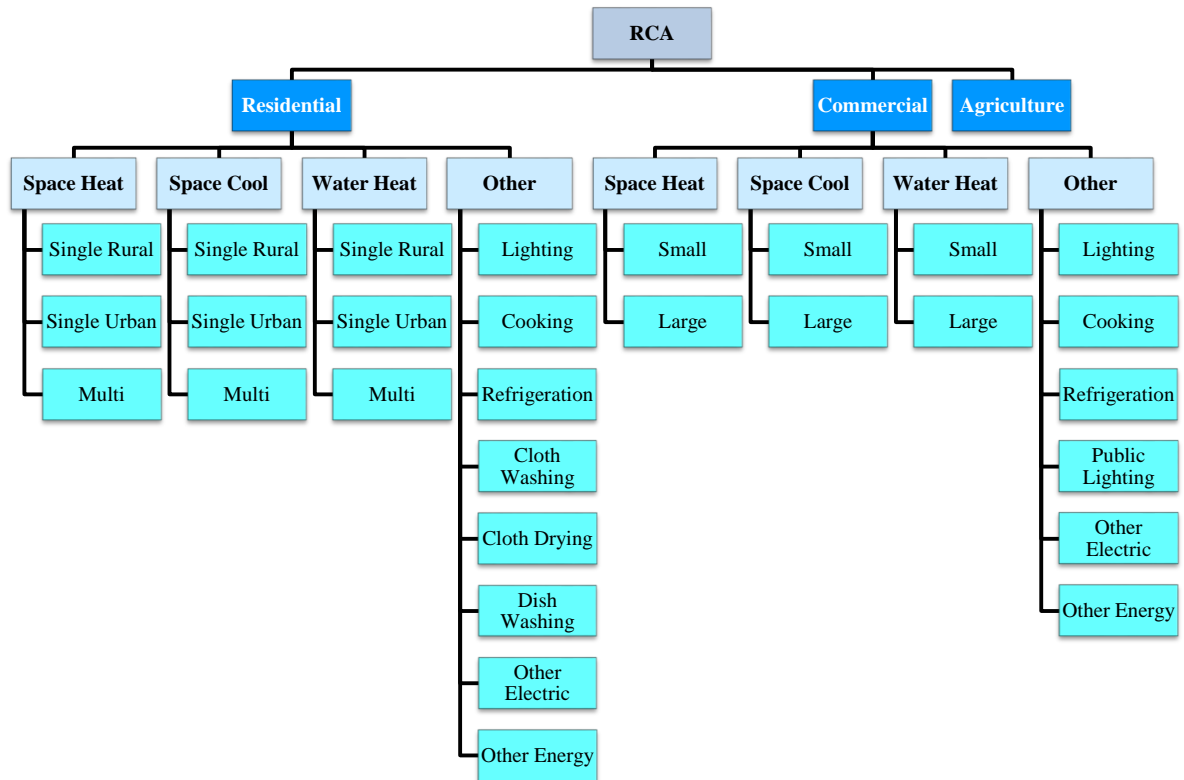 RCA
Residential
Commercial
Agriculture
Space Heat
Space Cool
Water Heat
Other
Space Heat
Space Cool
Water Heat
Other
Single Rural
Single Rural
Single Rural
Lighting
Small
Small
Small
Lighting
Single Urban
Single Urban
Single Urban
Cooking
Large
Large
Large
Cooking
Multi
Multi
Multi
Refrigeration
Refrigeration
Cloth
Washing
Public
Lighting
Cloth Drying
Other
Electric
Dish
Washing
Other Energy
Other
Electric
Other Energy